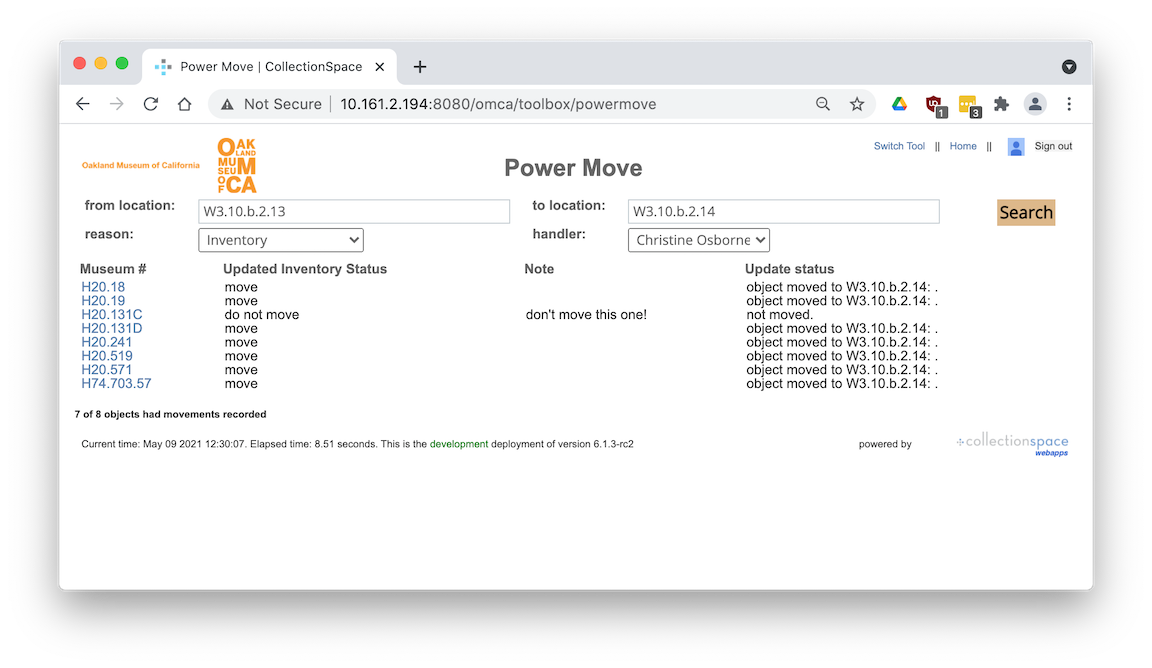 Power Move | CollectionSpace
Not Secure | 10.161.2.194:8080/omca/toolbox/powermove
1
3
Oakland Museum of California
OAK
LAND
MU M
SEU
O CA
F
Power Move
Switch Tool || Home || Sign out
from location: W3.10.b.2.13 to location: W3.10.b.2.14 Search
reason: Inventory handler: Christine Osborne
Museum # Updated Inventory Status Note Update status
H20.18 move object moved to W3.10.b.2.14: .
H20.19 move object moved to W3.10.b.2.14: .
H20.131C do not move don't move this one! not moved.
H20.131D move object moved to W3.10.b.2.14: .
H20.241 move object moved to W3.10.b.2.14: .
H20.519 move object moved to W3.10.b.2.14: .
H20.571 move object moved to W3.10.b.2.14: .
H74.703.57 move object moved to W3.10.b.2.14: .
7 of 8 objects had movements recorded
Current time: May 09 2021 12:30:07. Elapsed time: 8.51 seconds. This is the development deployment of version 6.1.3-rc2 powered by collectionspace
webapps